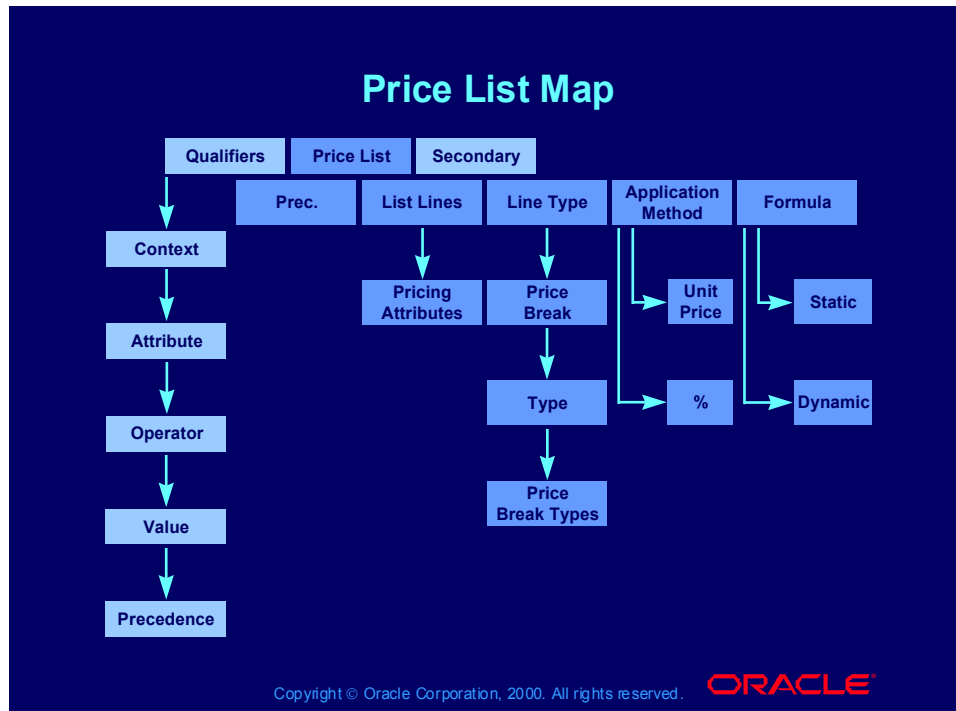 Price List Map
Qualifiers
Price List
Secondary
Prec.
List Lines
Line Type
Application
Method
Formula
Context
Pricing
Attributes
Price
Break
Unit
Price
Static
Attribute
Type
%
Dynamic
Operator
Price
Break Types
Value
Precedence
Copyright © Oracle Corporation, 2000. All rights reserved.
ORACLE®